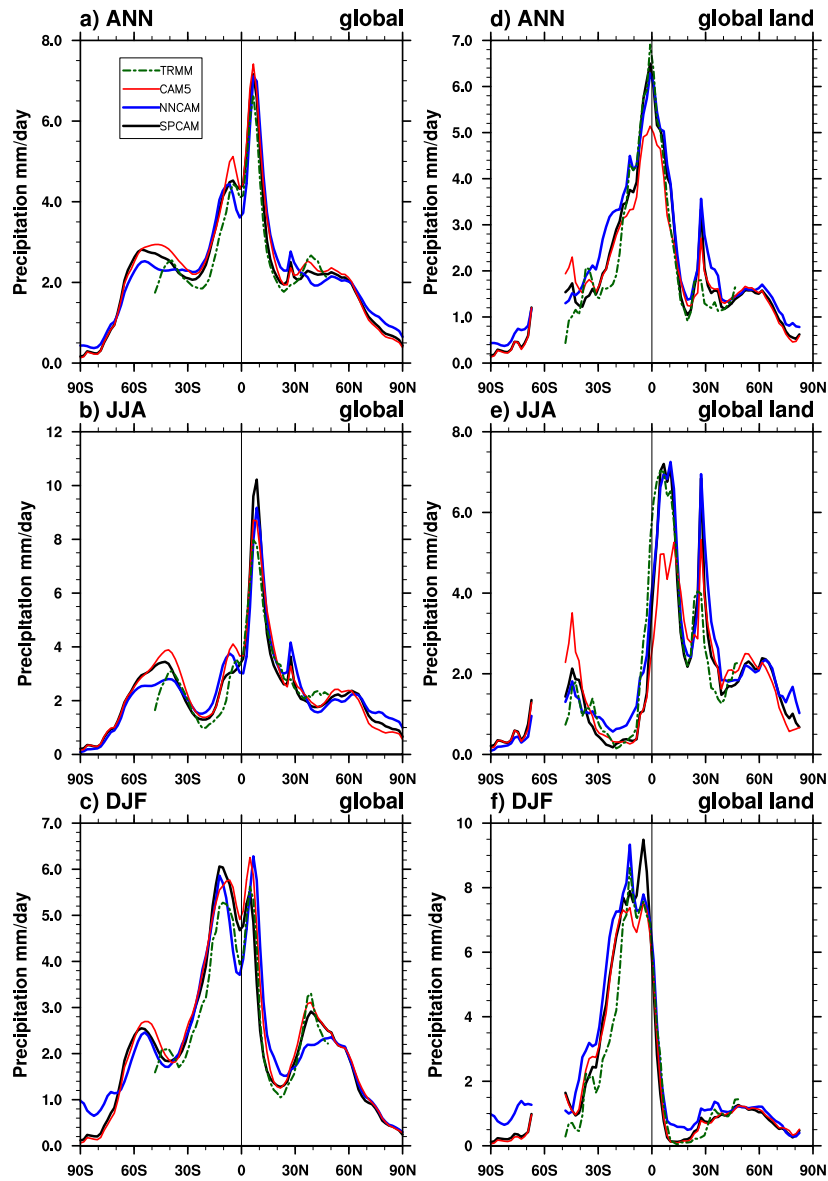 a) ANN global
8.0
6.0
4.0
2.0
0.0
Precipitation mm/day
TRMM
CAM5
NNCAM
SPCAM
90S 60S 30S 0 30N 60N 90N
d) ANN global land
7.0
6.0
5.0
4.0
3.0
2.0
1.0
0.0
Precipitation mm/day
90S 60S 30S 0 30N 60N 90N
b) JJA global
12
10
8
6
4
2
0
Precipitation mm/day
90S 60S 30S 0 30N 60N 90N
e) JJA global land
8.0
6.0
4.0
2.0
0.0
Precipitation mm/day
90S 60S 30S 0 30N 60N 90N
c) DJF global
7.0
6.0
5.0
4.0
3.0
2.0
1.0
0.0
Precipitation mm/day
90S 60S 30S 0 30N 60N 90N
f) DJF global land
10
8
6
4
2
0
Precipitation mm/day
90S 60S 30S 0 30N 60N 90N